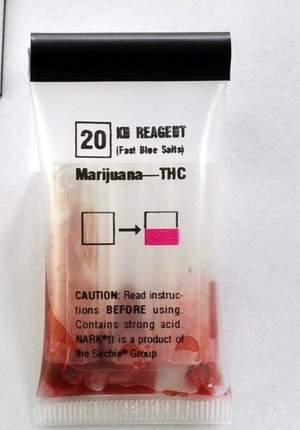 20 KN REAGENT
(Fast Blue Salts)
Marijuana—THC
CAUTION: Read instruc-
tions BEFORE using.
Contains strong acid.
NARK®II is a product of
the Sirchie® Group.